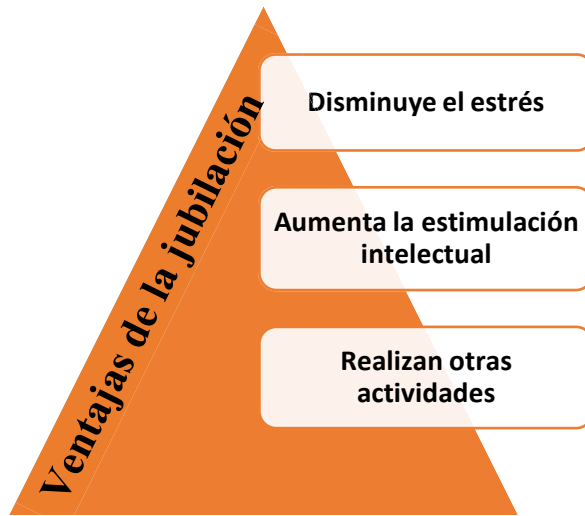 Ventajas de la jubilación
Disminuye el estrés
Aumenta la estimulación
intelectual
Realizan otras
actividades